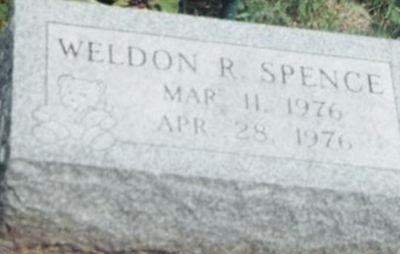 WELDON R. SPENCE
MAR. 11, 1976
APR. 28, 1976